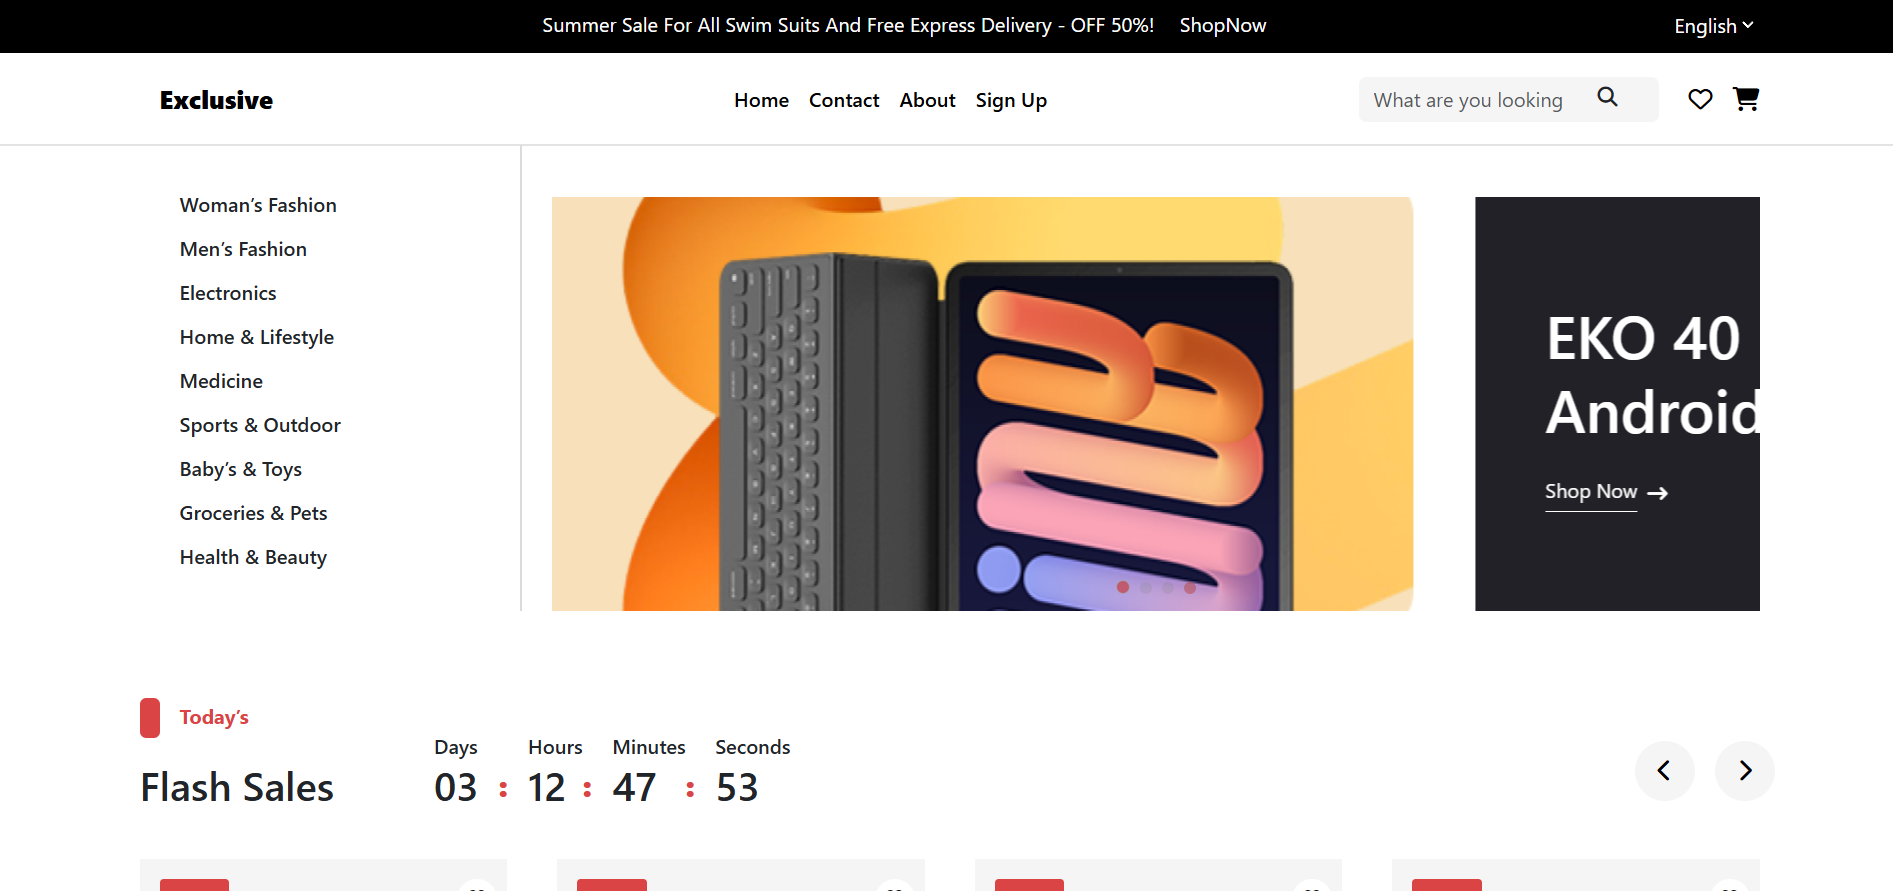 Summer Sale For All Swim Suits And Free Express Delivery - OFF 50%! ShopNow
English
Exclusive
Home Contact About Sign Up
What are you looking
Woman’s Fashion
Men’s Fashion
Electronics
Home & Lifestyle
Medicine
Sports & Outdoor
Baby’s & Toys
Groceries & Pets
Health & Beauty
EKO 40
Android
Shop Now
Today’s
Flash Sales
Days Hours Minutes Seconds
03 : 12 : 47 : 53